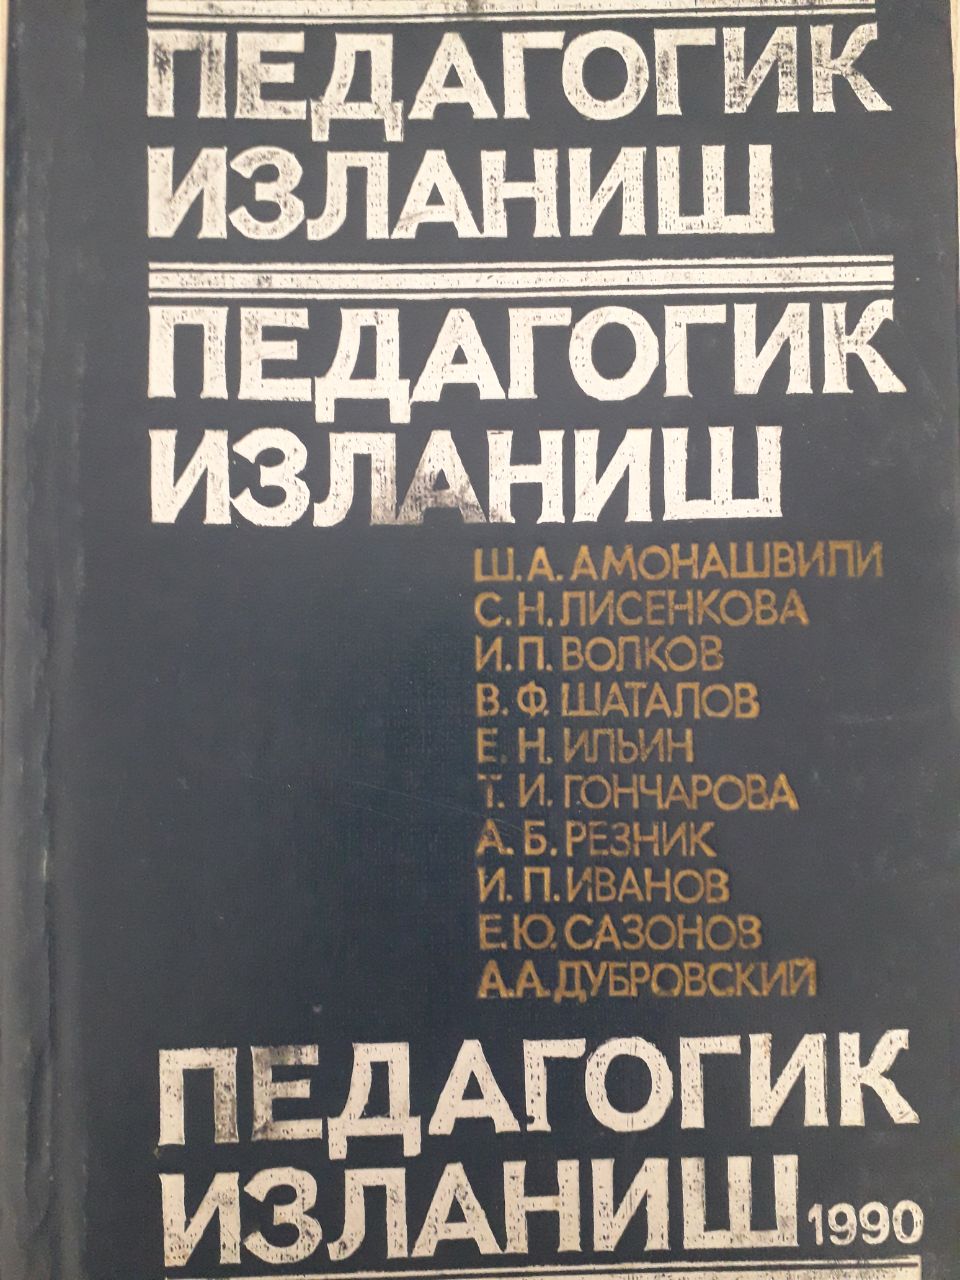 ПЕДАГОГИК
ИЗЛАНИШ
ПЕДАГОГИК
ИЗЛАНИШ
Ш.А.АМОНАШВИЛИ
С.Н.ЛИСЕНКОВА
И.П.ВОЛКОВ
В.Ф.ШАТАЛОВ
Е.Н.ИЛЬИН
Т.И.ГОНЧАРОВА
А.Б.РЕЗНИК
И.П.ИВАНОВ
Е.Ю.САЗОНОВ
А.А.ДУБРОВСКИЙ
ПЕДАГОГИК
ИЗЛАНИШ 1990